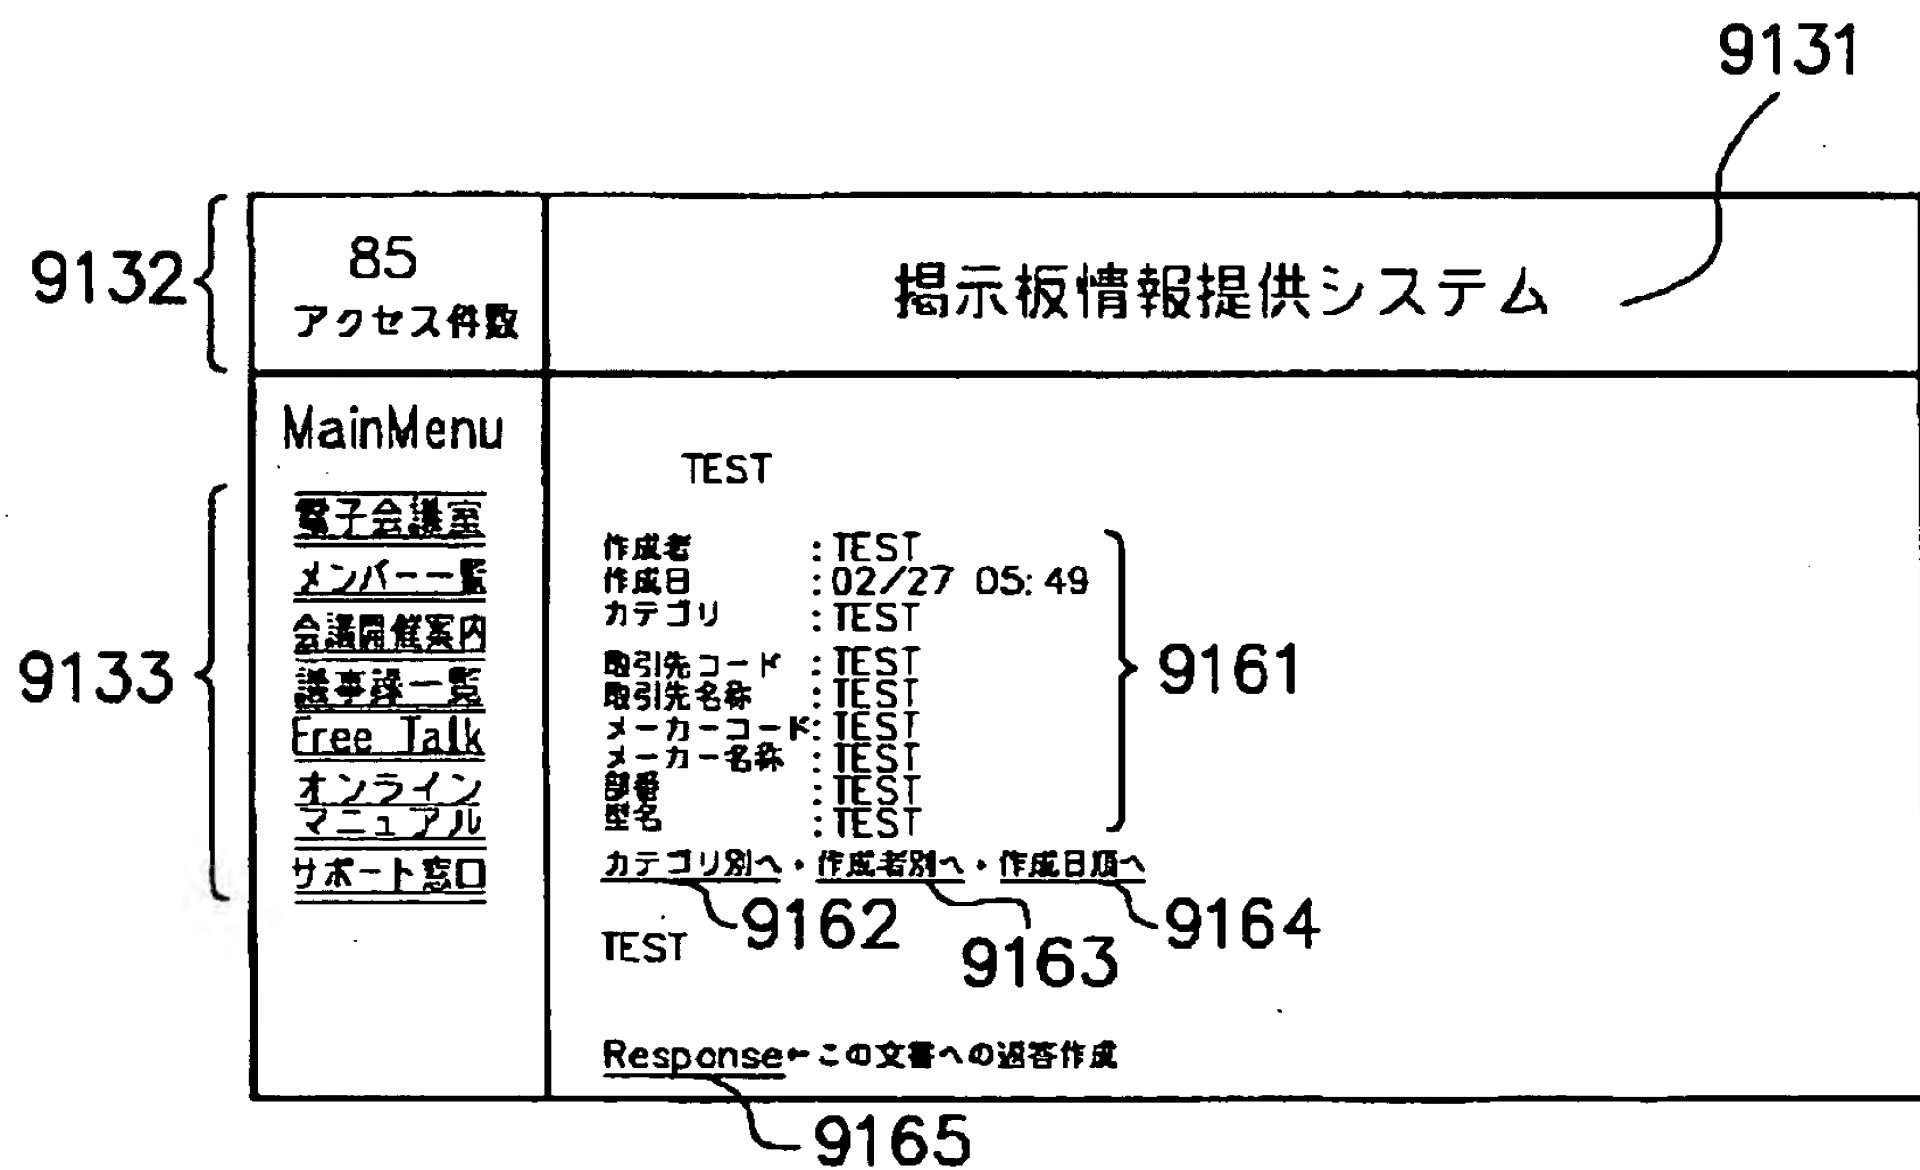 9131
9132
85
アクセス件数
掲示板情報提供システム
MainMenu
9133
電子会議室
メンバー一覧
会議開催案内
議事録一覧
Free Talk
オンライン
マニュアル
サポート窓口
TEST
作成者 :TEST
作成日 :02/27 05:49
カテゴリ :TEST
取引先コード :TEST
取引先名称 :TEST
メーカーコード:TEST
メーカー名称 :TEST
部番 :TEST
型名 :TEST
9161
カテゴリ別へ・作成者別へ・作成日順へ
9162
9163
9164
TEST
Response←この文書への返答作成
9165